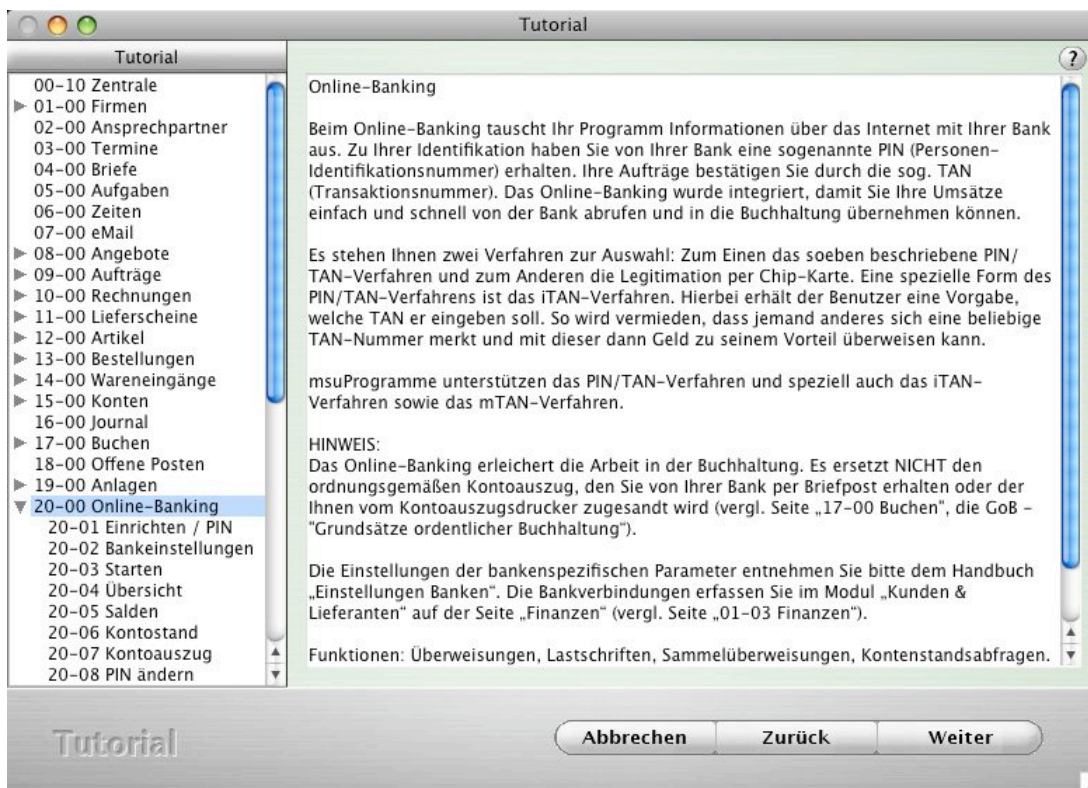 Tutorial
Tutorial
00-10 Zentrale
01-00 Firmen
02-00 Ansprechpartner
03-00 Termine
04-00 Briefe
05-00 Aufgaben
06-00 Zeiten
07-00 eMail
08-00 Angebote
09-00 Aufträge
10-00 Rechnungen
11-00 Lieferscheine
12-00 Artikel
13-00 Bestellungen
14-00 Wareneingänge
15-00 Konten
16-00 Journal
17-00 Buchen
18-00 Offene Posten
19-00 Anlagen
20-00 Online-Banking
20-01 Einrichten / PIN
20-02 Bankeinstellungen
20-03 Starten
20-04 Übersicht
20-05 Salden
20-06 Kontostand
20-07 Kontoauszug
20-08 PIN ändern
?
Online-Banking
Beim Online-Banking tauscht Ihr Programm Informationen über das Internet mit Ihrer Bank
aus. Zu Ihrer Identifikation haben Sie von Ihrer Bank eine sogenannte PIN (Personen-
Identifikationsnummer) erhalten. Ihre Aufträge bestätigen Sie durch die sog. TAN
(Transaktionsnummer). Das Online-Banking wurde integriert, damit Sie Ihre Umsätze
einfach und schnell von der Bank abrufen und in die Buchhaltung übernehmen können.
Es stehen Ihnen zwei Verfahren zur Auswahl: Zum Einen das soeben beschriebene PIN/
TAN-Verfahren und zum Anderen die Legitimation per Chip-Karte. Eine spezielle Form des
PIN/TAN-Verfahrens ist das iTAN-Verfahren. Hierbei erhält der Benutzer eine Vorgabe,
welche TAN er eingeben soll. So wird vermieden, dass jemand anderes sich eine beliebige
TAN-Nummer merkt und mit dieser dann Geld zu seinem Vorteil überweisen kann.
msuProgramme unterstützen das PIN/TAN-Verfahren und speziell auch das iTAN-
Verfahren sowie das mTAN-Verfahren.
HINWEIS:
Das Online-Banking erleichert die Arbeit in der Buchhaltung. Es ersetzt NICHT den
ordnungsgemäßen Kontoauszug, den Sie von Ihrer Bank per Briefpost erhalten oder der
Ihnen vom Kontoauszugsdrucker zugesandt wird (vergl. Seite „17-00 Buchen", die GoB -
"Grundsätze ordentlicher Buchhaltung“).
Die Einstellungen der bankenspezifischen Parameter entnehmen Sie bitte dem Handbuch
„Einstellungen Banken“. Die Bankverbindungen erfassen Sie im Modul „Kunden &
Lieferanten“ auf der Seite „Finanzen“ (vergl. Seite „01-03 Finanzen“).
Funktionen: Überweisungen, Lastschriften, Sammelüberweisungen, Kontenstandsabfragen.
Tutorial
Abbrechen
Zurück
Weiter